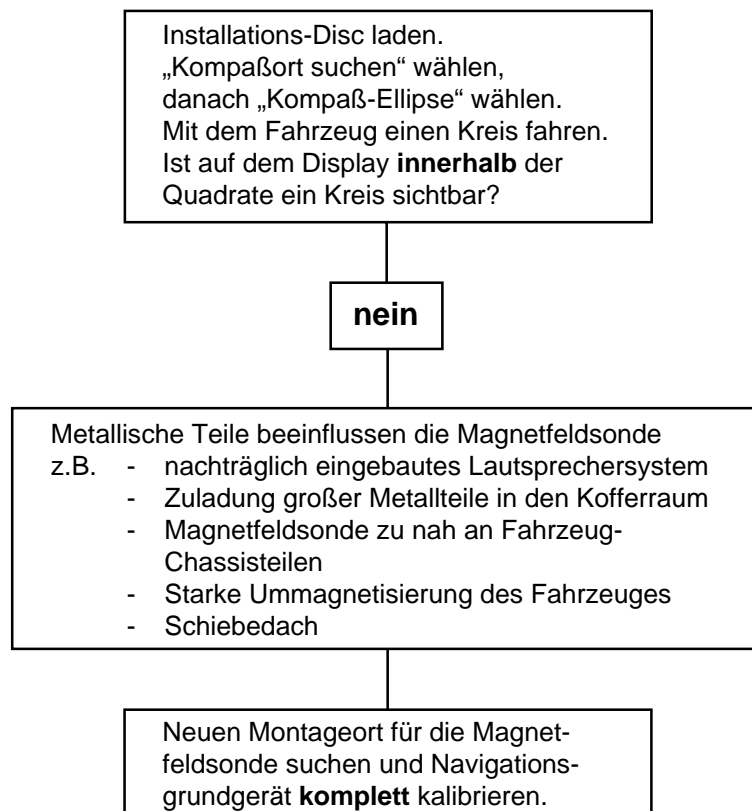 Installations-Disc laden.
„Kompaßort suchen“ wählen,
danach „Kompaß-Ellipse“ wählen.
Mit dem Fahrzeug einen Kreis fahren.
Ist auf dem Display innerhalb der
Quadrate ein Kreis sichtbar?
nein
Metallische Teile beeinflussen die Magnetfeldsonde
z.B. - nachträglich eingebautes Lautsprechersystem
- Zuladung großer Metallteile in den Kofferraum
- Magnetfeldsonde zu nah an Fahrzeug-
Chassisteilen
- Starke Ummagnetisierung des Fahrzeuges
- Schiebedach
Neuen Montageort für die Magnet-
feldsonde suchen und Navigations-
grundgerät komplett kalibrieren.